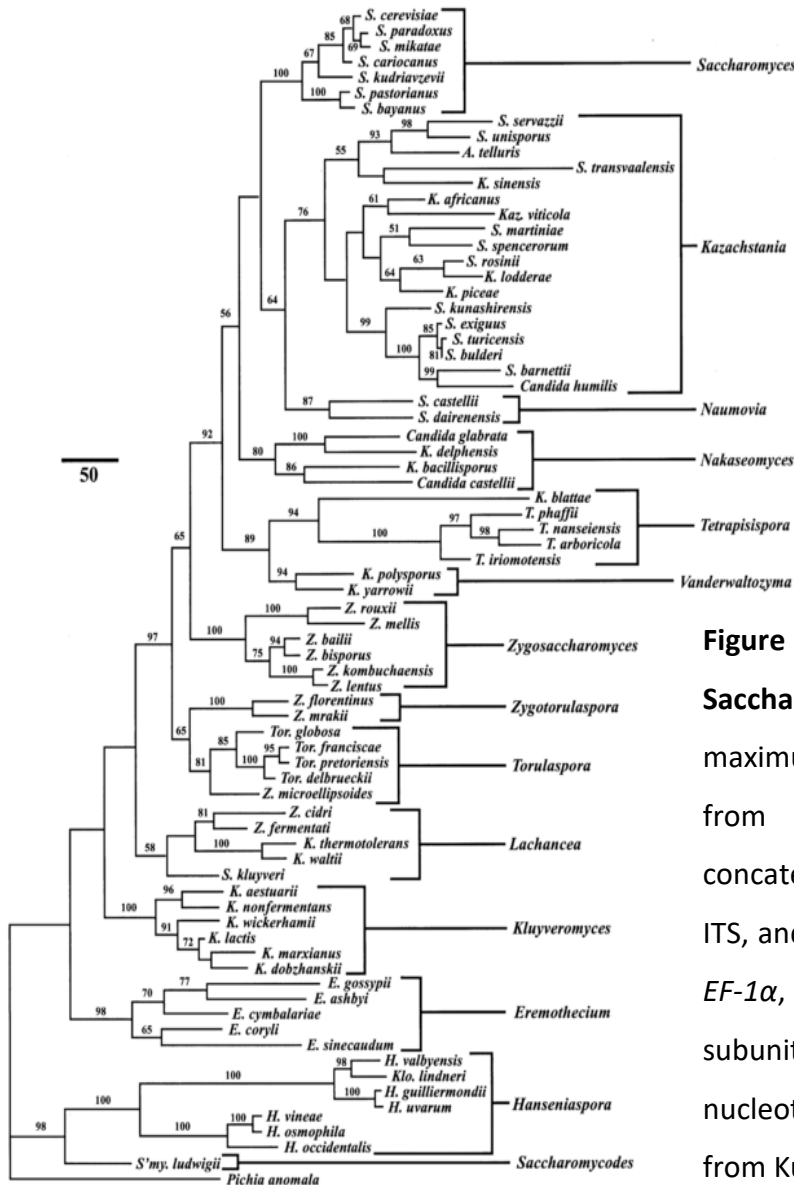 68
S. cerevisiae
S. paradoxus
85
69
S. mikatae
67
S. cariocanus
Saccharomyces
100
S. kudriavzevii
100
S. pastorianus
S. bayanus
98
S. servazzii
93
S. unisporus
55
A. telluris
S. transvaalensis
K. sinensis
76
61
K. africanus
Kaz. viticola
51
S. martiniae
S. spencerorum
Kazachstania
63
S. rosinii
64
K. lodderae
K. piceae
64
99
S. kunashirensis
56
85
S. exiguus
S. turicensis
100
81
S. bulderi
99
S. barnettii
Candida humilis
87
S. castellii
S. dairenensis
Naumovia
92
80
100
Candida glabrata
K. delphensis
86
K. bacillisporus
Nakaseomyces
Candida castellii
50
94
K. blattae
97
T. phaffii
89
100
98
T. nanseiensis
Tetrapisispora
T. arboricola
T. iriomotensis
65
94
K. polysporus
K. yarrowii
Vanderwaltozyma
100
100
Z. rouxii
Z. mellis
94
Z. bailii
75
Z. bisporus
Zygosaccharomyces
100
Z. kombuchaensis
Z. lentus
97
100
Z. florentinus
Z. mrakii
Zygotorulaspora
65
85
Tor. globosa
95
Tor. franciscae
81
100
Tor. pretoriensis
Torulaspora
Tor. delbrueckii
Z. microellipsoides
81
Z. cidri
Z. fermentati
58
100
K. thermotolerans
Lachancea
K. waltii
S. kluyveri
96
K. aestuarii
100
K. nonfermentans
91
K. wickerhamii
Kluyveromyces
72
K. lactis
K. marxianus
K. dobzhanskii
77
E. gossypii
70
E. ashbyi
98
E. cymbalariae
Eremothecium
65
E. coryli
E. sinecaudum
98
H. valbyensis
100
Klo. lindneri
100
100
H. guilliermondii
H. uvarum
Hanseniaspora
98
100
100
H. vineae
H. osmophila
H. occidentalis
S'my. ludwigii
Saccharomycodes
Pichia anomala
Figure
Saccha
maximu
from
concate
ITS, and
EF-1α,
subunit
nucleot
from Ku